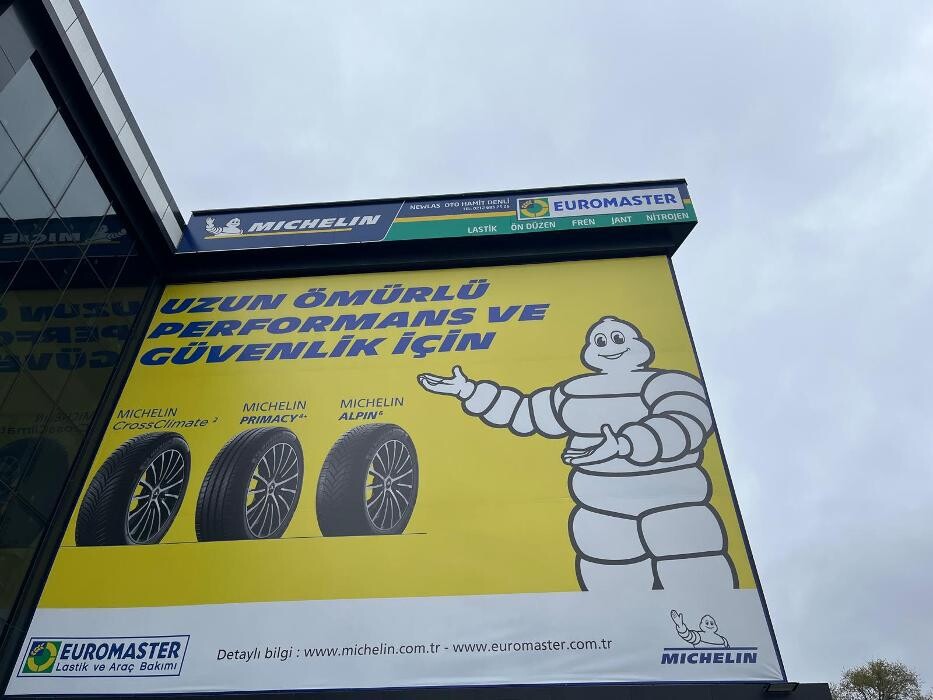 MICHELIN
NEWLAS OTO HAMİT DENLİ
EUROMASTER
LASTİK ÖN DÜZEN FREN JANT NİTROJEN
UZUN ÖMÜRLÜ
PERFORMANS VE
GÜVENLİK İÇİN
MICHELIN
CrossClimate 2
MICHELIN
PRIMACY 4+
MICHELIN
ALPIN 6
EUROMASTER
Lastik ve Araç Bakımı
Detaylı bilgi : www.michelin.com.tr - www.euromaster.com.tr
MICHELIN